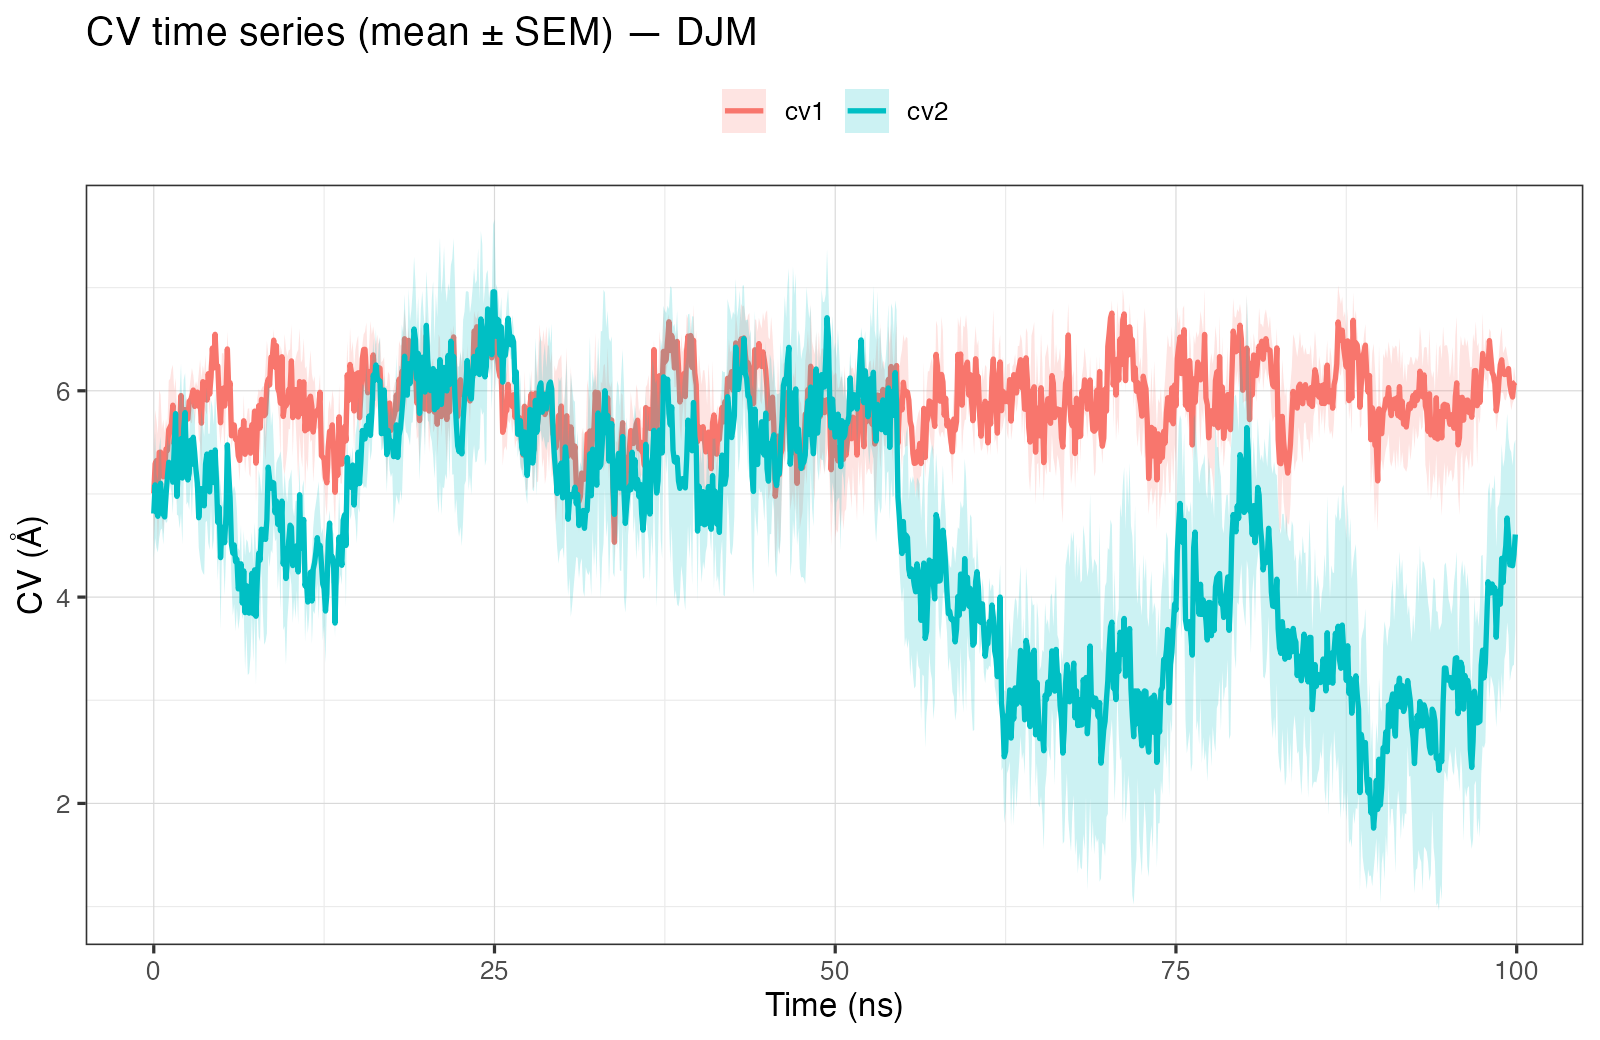 CV time series (mean ± SEM) — DJM
cv1 cv2
CV (Å)
6
4
2
0 25 50 75 100
Time (ns)